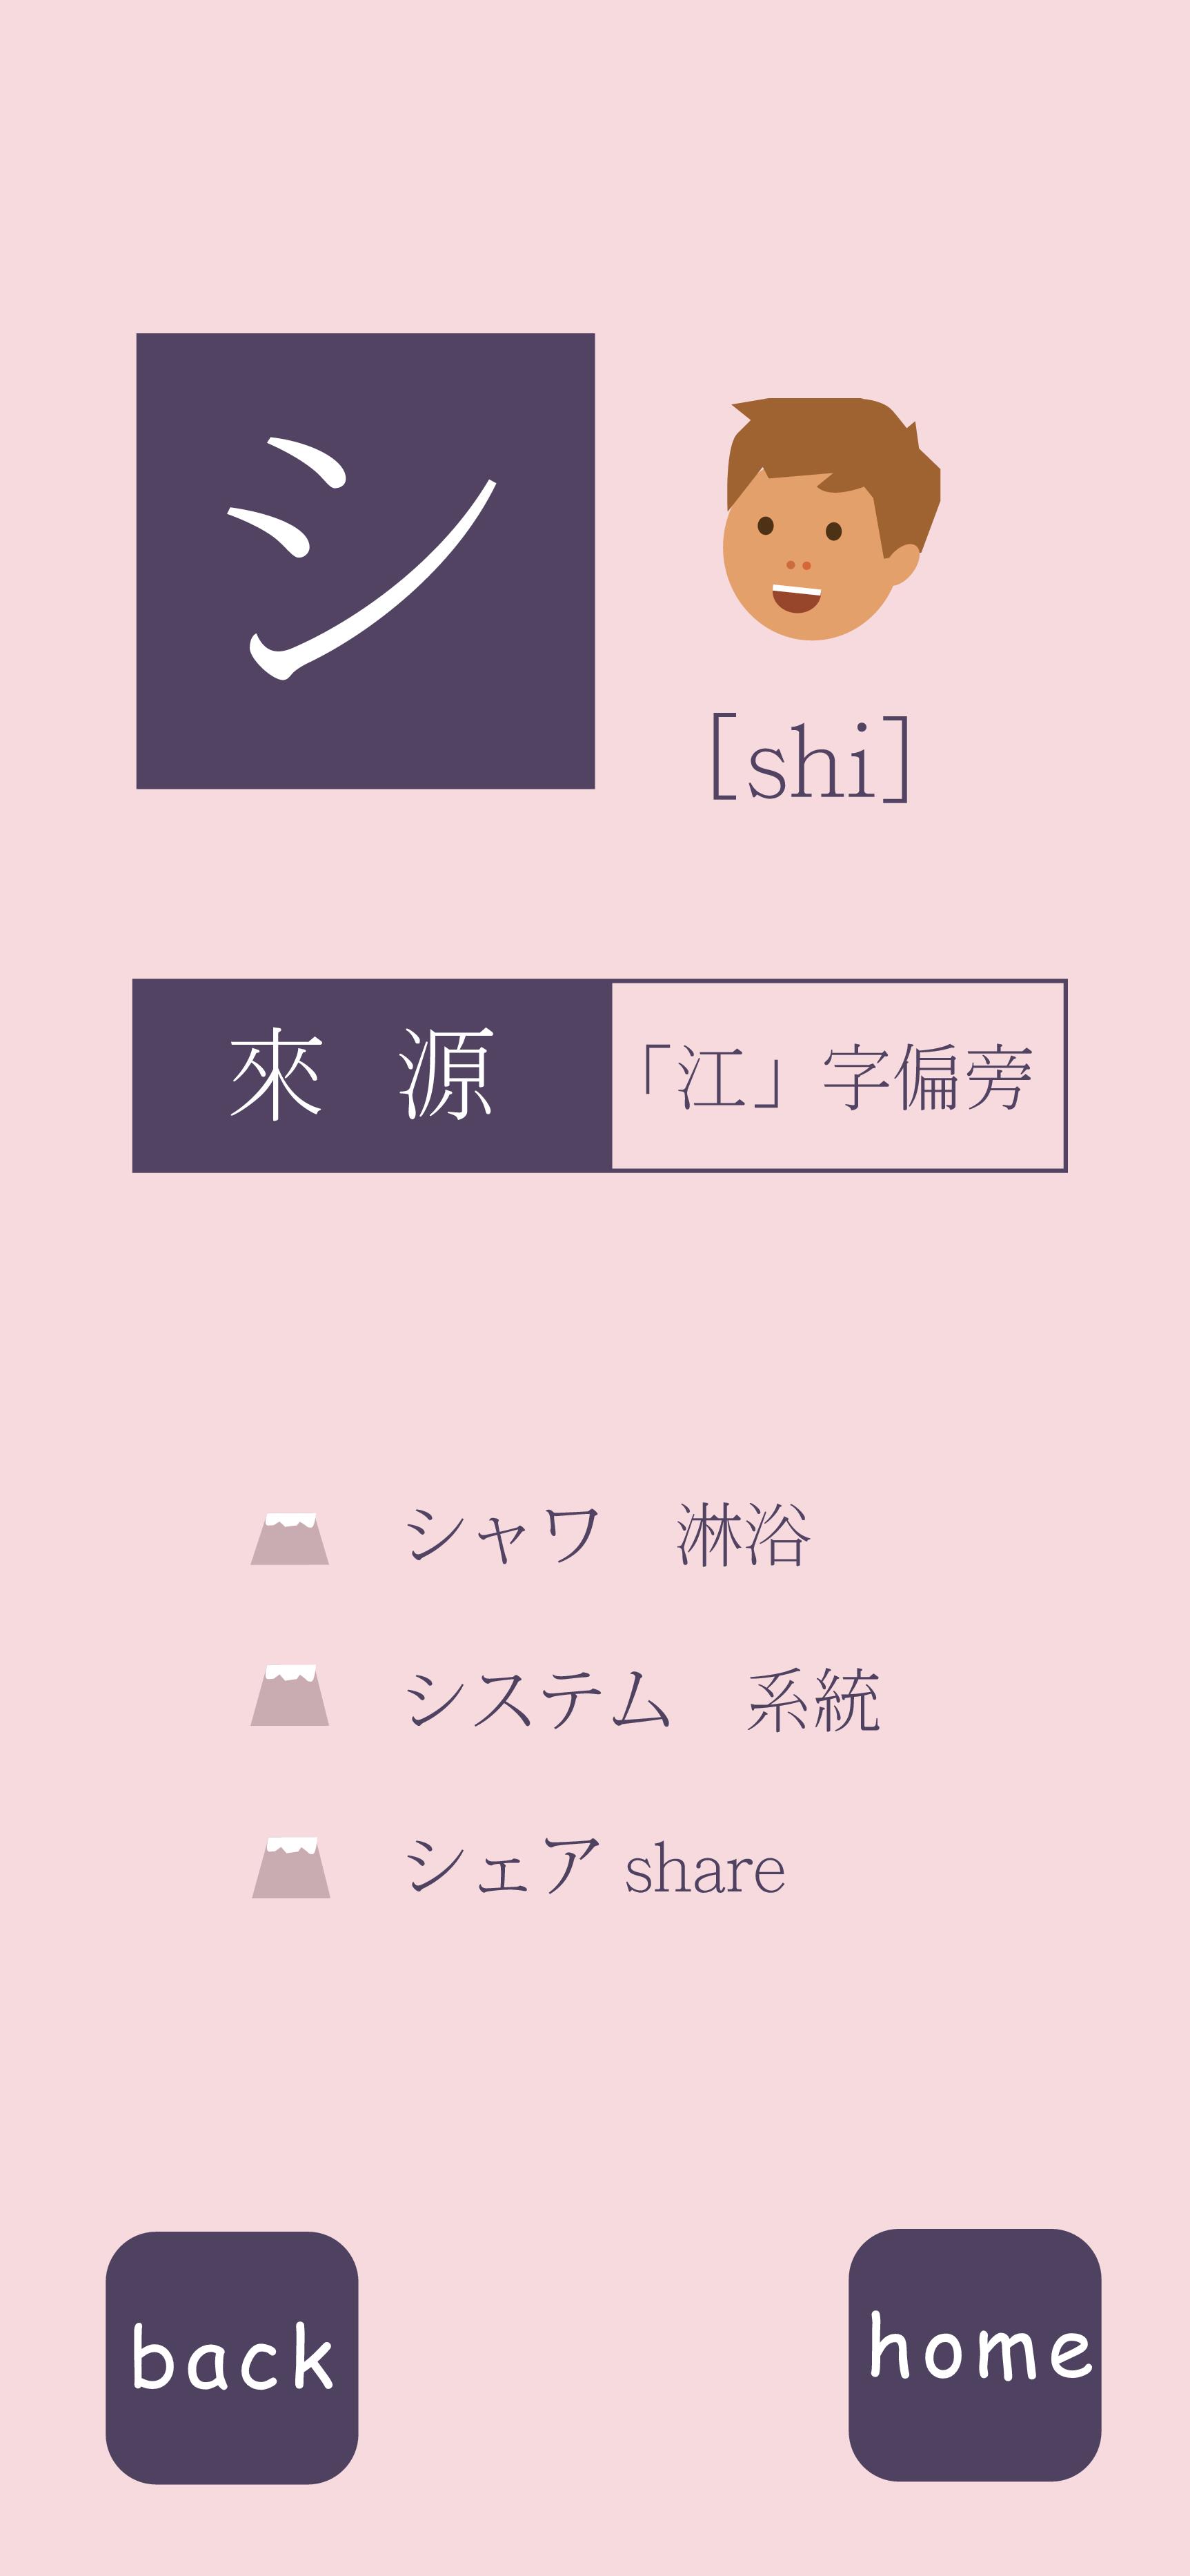 シ
[shi]
來 源 「江」字偏旁
シャワ 淋浴
システム 系統
シェア share
back home